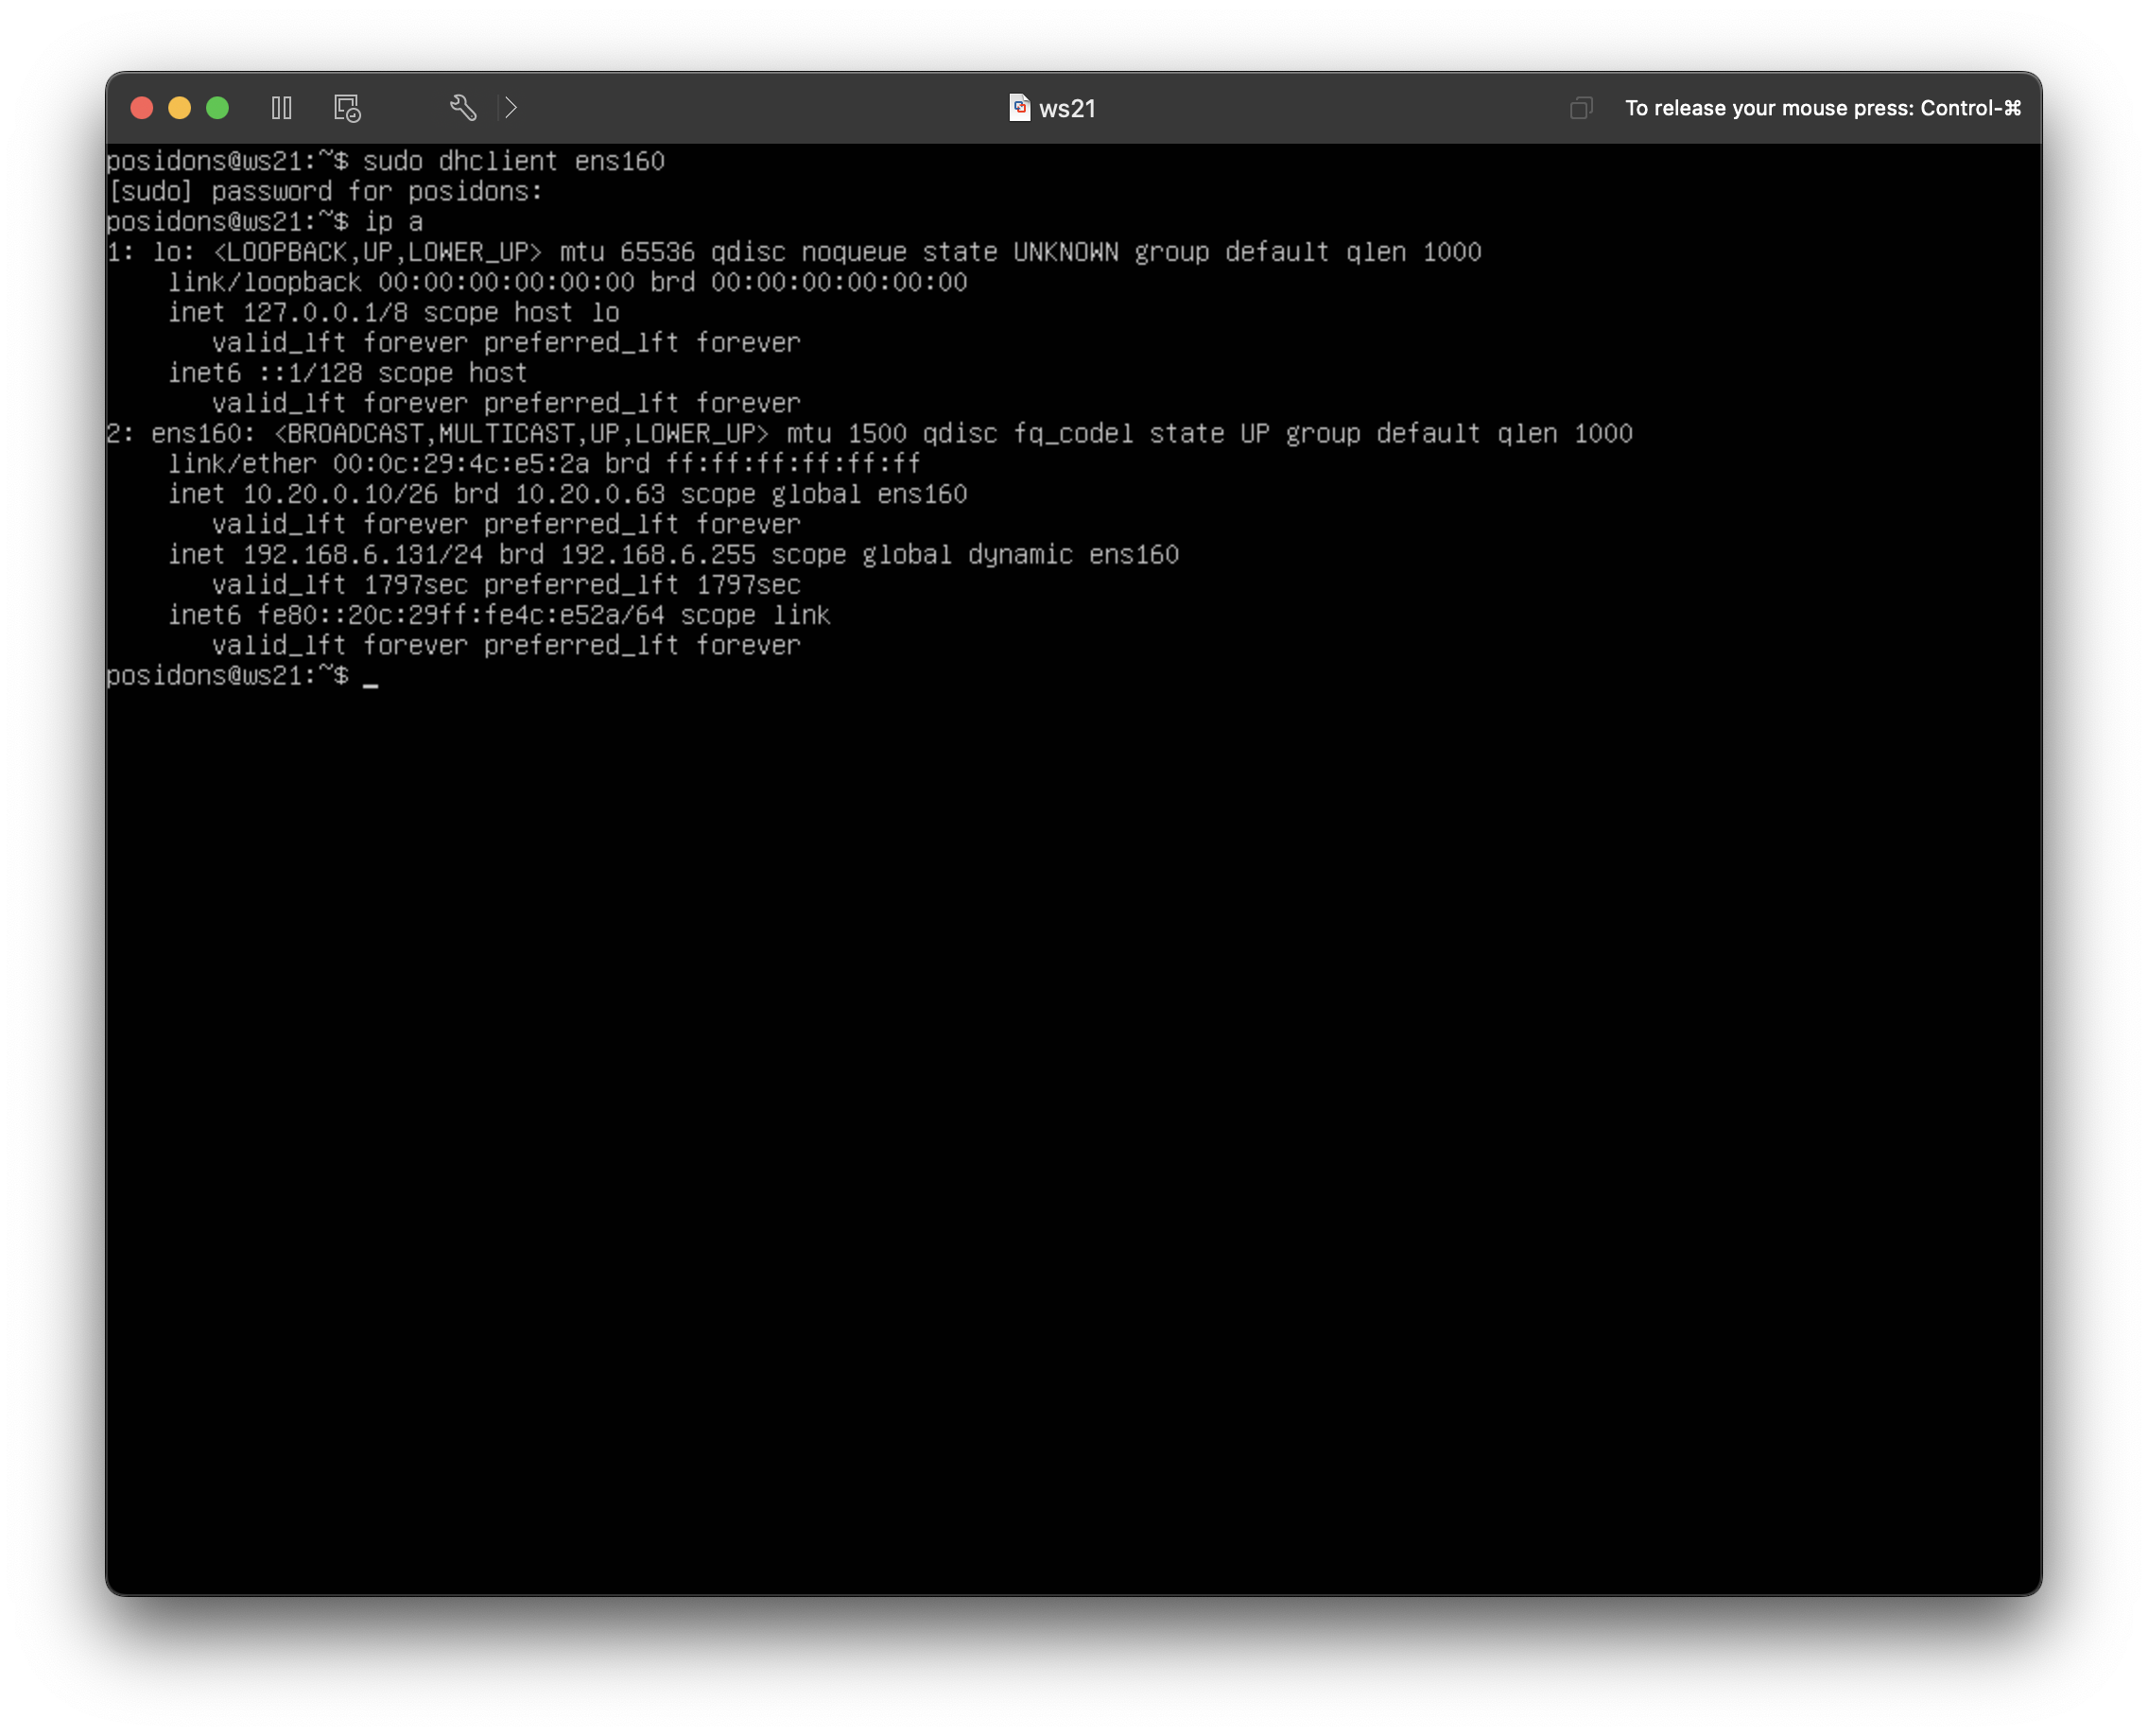 ws21
To release your mouse press: Control-⌘
posidons@ws21:~$ sudo dhclient ens160
[sudo] password for posidons:
posidons@ws21:~$ ip a
1: lo: <LOOPBACK,UP,LOWER_UP> mtu 65536 qdisc noqueue state UNKNOWN group default qlen 1000
    link/loopback 00:00:00:00:00:00 brd 00:00:00:00:00:00
    inet 127.0.0.1/8 scope host lo
       valid_lft forever preferred_lft forever
    inet6 ::1/128 scope host
       valid_lft forever preferred_lft forever
2: ens160: <BROADCAST,MULTICAST,UP,LOWER_UP> mtu 1500 qdisc fq_codel state UP group default qlen 1000
    link/ether 00:0c:29:4c:e5:2a brd ff:ff:ff:ff:ff:ff
    inet 10.20.0.10/26 brd 10.20.0.63 scope global ens160
       valid_lft forever preferred_lft forever
    inet 192.168.6.131/24 brd 192.168.6.255 scope global dynamic ens160
       valid_lft 1797sec preferred_lft 1797sec
    inet6 fe80::20c:29ff:fe4c:e52a/64 scope link
       valid_lft forever preferred_lft forever
posidons@ws21:~$ _